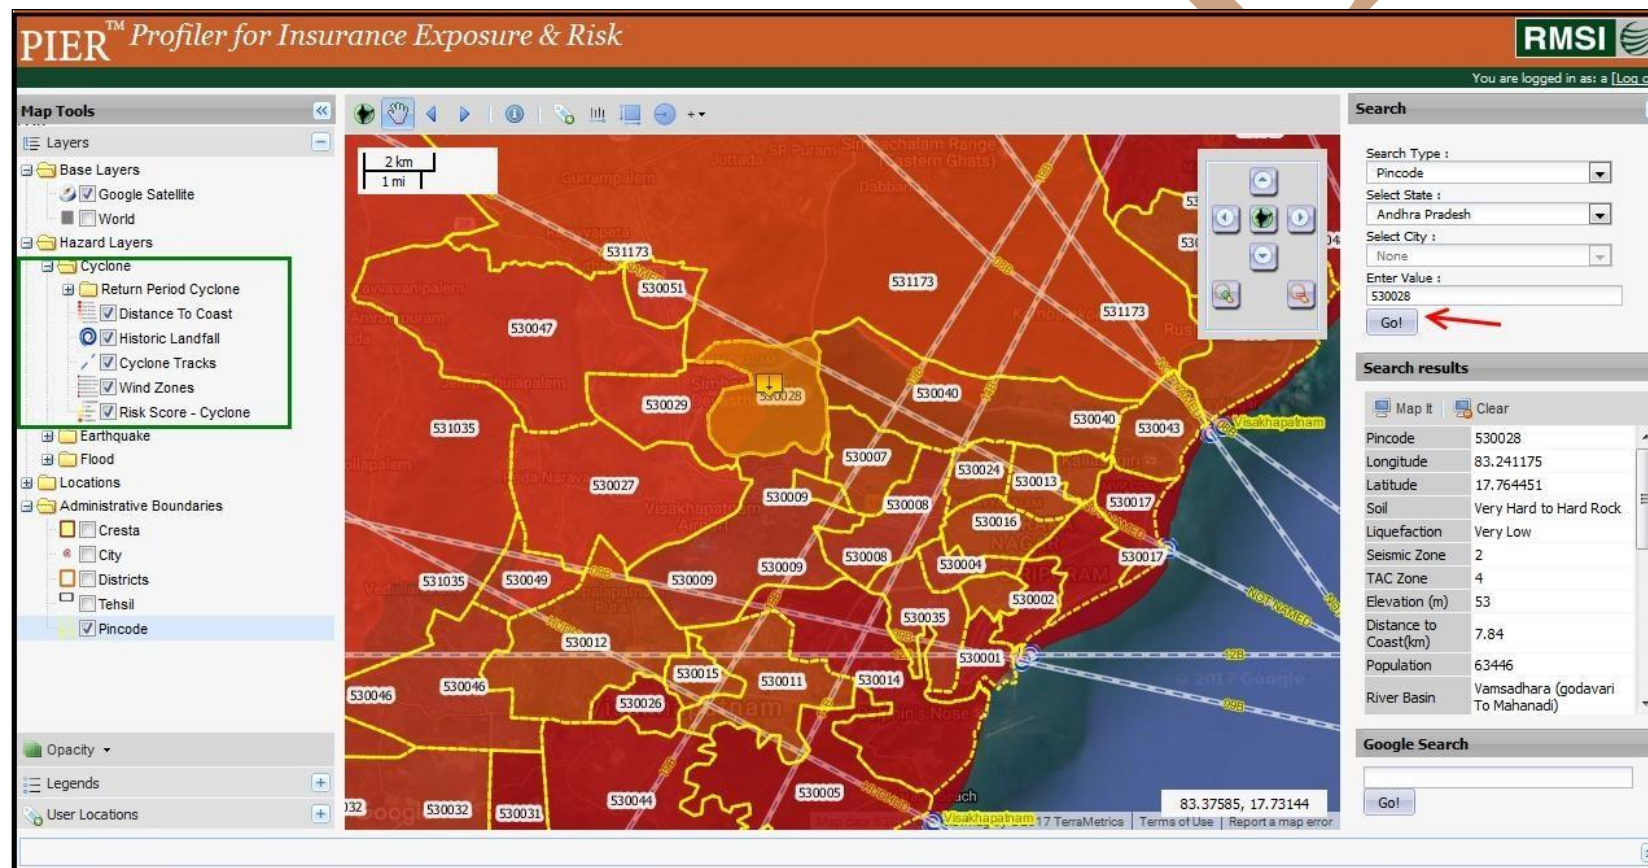 PIER™ Profiler for Insurance Exposure & Risk
RMSI
You are logged in as: a [Log
Map Tools
Layers
Base Layers
Google Satellite
World
Hazard Layers
Cyclone
Return Period Cyclone
Distance To Coast
Historic Landfall
Cyclone Tracks
Wind Zones
Risk Score - Cyclone
Earthquake
Flood
Locations
Administrative Boundaries
Cresta
City
Districts
Tehsil
Pincode
Opacity
Legends
User Locations
2 km
1 mi
531173
530051
531173
531173
530047
530028
530029
530040
530040
530043
Visakhapatnam
531035
530007
530024
530013
530027
530009
530008
530017
530016
530008
530017
530009
530004
531035
530049
530009
530002
530035
530012
530001
12B
530015
530011
530014
530046
530046
530026
09B
530005
530044
530032
530031
Visakhapatnam
83.37585, 17.73144
17 TerraMetrics
Terms of Use
Report a map error
Search
Search Type :
Pincode
Select State :
Andhra Pradesh
Select City :
None
Enter Value :
530028
Go!
Search results
Map It
Clear
Pincode 530028
Longitude 83.241175
Latitude 17.764451
Soil Very Hard to Hard Rock
Liquefaction Very Low
Seismic Zone 2
TAC Zone 4
Elevation (m) 53
Distance to
Coast(km) 7.84
Population 63446
River Basin Vamsadhara (godavari
To Mahanadi)
Google Search
Go!